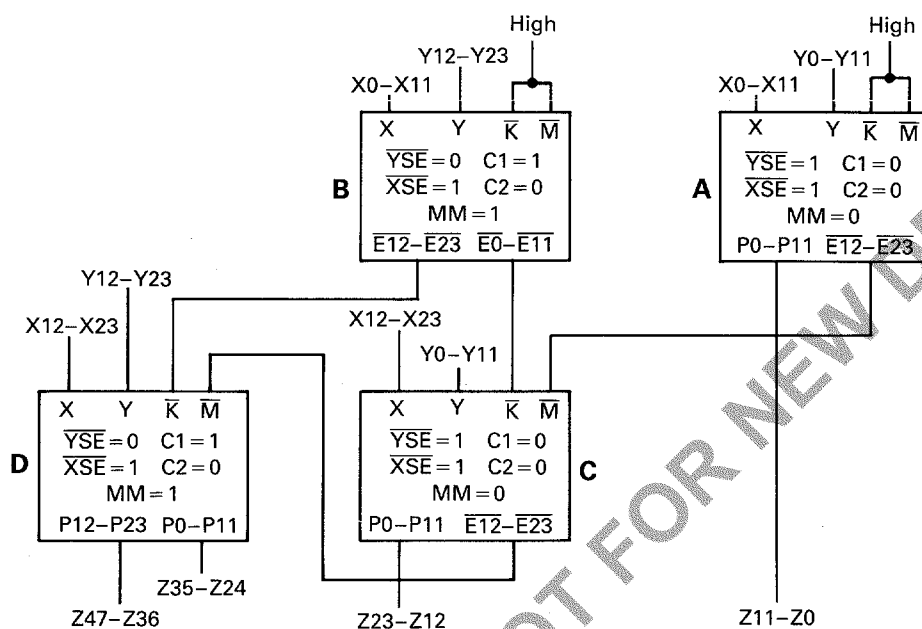 High
High
Y12–Y23
Y0–Y11
X0–X11
X0–X11
X Y K̅ M̅
Y̅S̅E̅ = 0 C1 = 1
X̅S̅E̅ = 1 C2 = 0
MM = 1
E̅1̅2̅–E̅2̅3̅ E̅0̅–E̅1̅1̅
B
X Y K̅ M̅
Y̅S̅E̅ = 1 C1 = 0
X̅S̅E̅ = 1 C2 = 0
MM = 0
P0–P11 E̅1̅2̅–E̅2̅3̅
A
Y12–Y23
X12–X23
X12–X23
Y0–Y11
X Y K̅ M̅
Y̅S̅E̅ = 0 C1 = 1
X̅S̅E̅ = 1 C2 = 0
MM = 1
P12–P23 P0–P11
D
X Y K̅ M̅
Y̅S̅E̅ = 1 C1 = 0
X̅S̅E̅ = 1 C2 = 0
MM = 0
P0–P11 E̅1̅2̅–E̅2̅3̅
C
Z35–Z24
Z47–Z36
Z23–Z12
Z11–Z0
FOR NEW